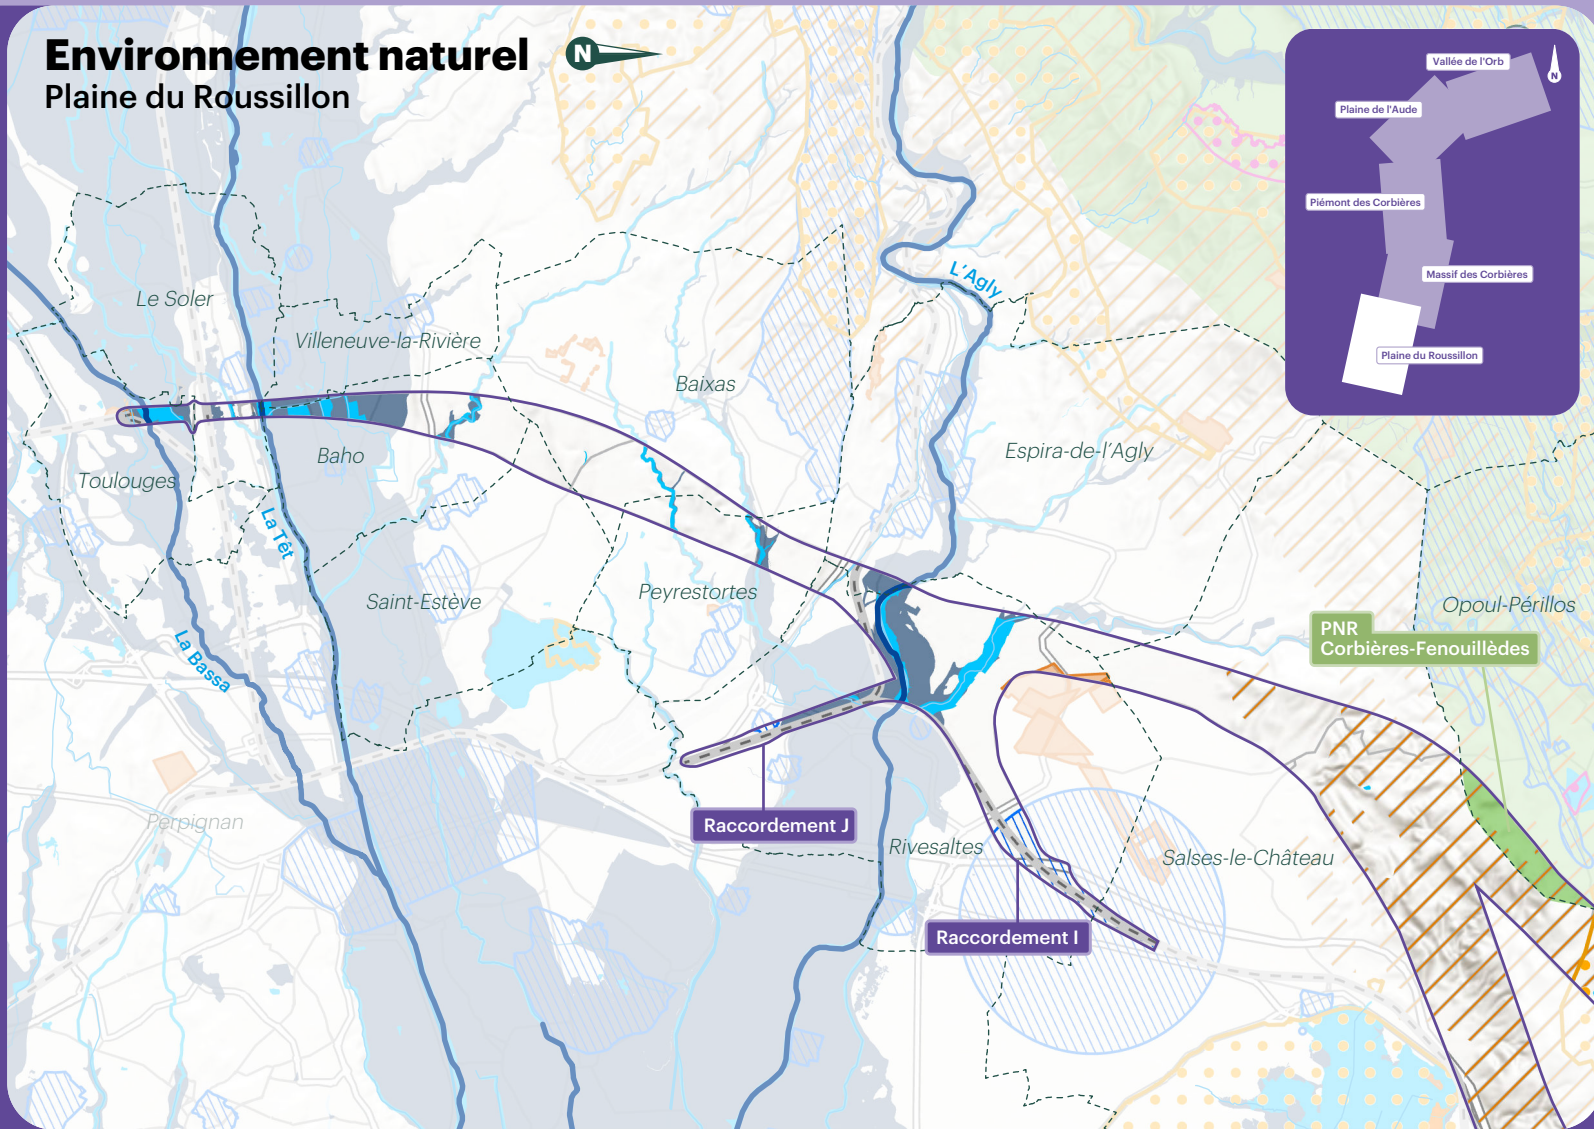 Environnement naturel
N
Plaine du Roussillon
Vallée de l'Orb
N
Plaine de l'Aude
Piémont des Corbières
Massif des Corbières
Plaine du Roussillon
L'Agly
Le Soler
Villeneuve-la-Rivière
Baixas
Espira-de-l'Agly
Baho
Toulouges
La Têt
Saint-Estève
Peyrestortes
Opoul-Périllos
PNR
Corbières-Fenouillèdes
La Bassa
Perpignan
Raccordement J
Rivesaltes
Salses-le-Château
Raccordement I